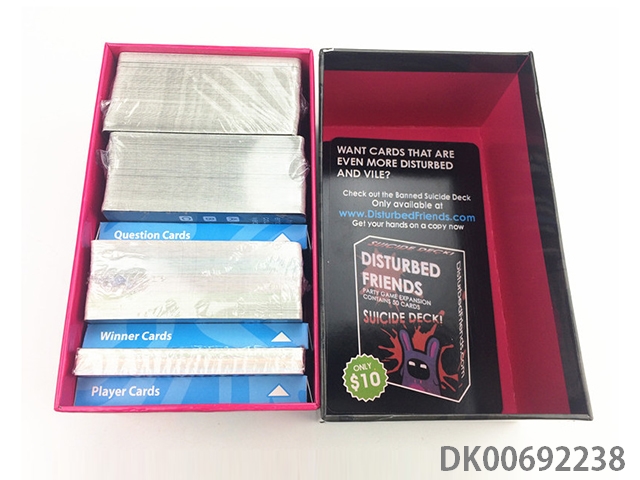 Question Cards
Winner Cards
Player Cards
WANT CARDS THAT ARE
EVEN MORE DISTURBED
AND VILE?
Check out the Banned Suicide Deck
Only available at
www.DisturbedFriends.com
Get your hands on a copy now
SUICIDE DECK!
DISTURBED
FRIENDS
PARTY GAME EXPANSION
CONTAINS 50 CARDS
SUICIDE DECK!
DisturbedFriends.com
ONLY
$10
DK00692238